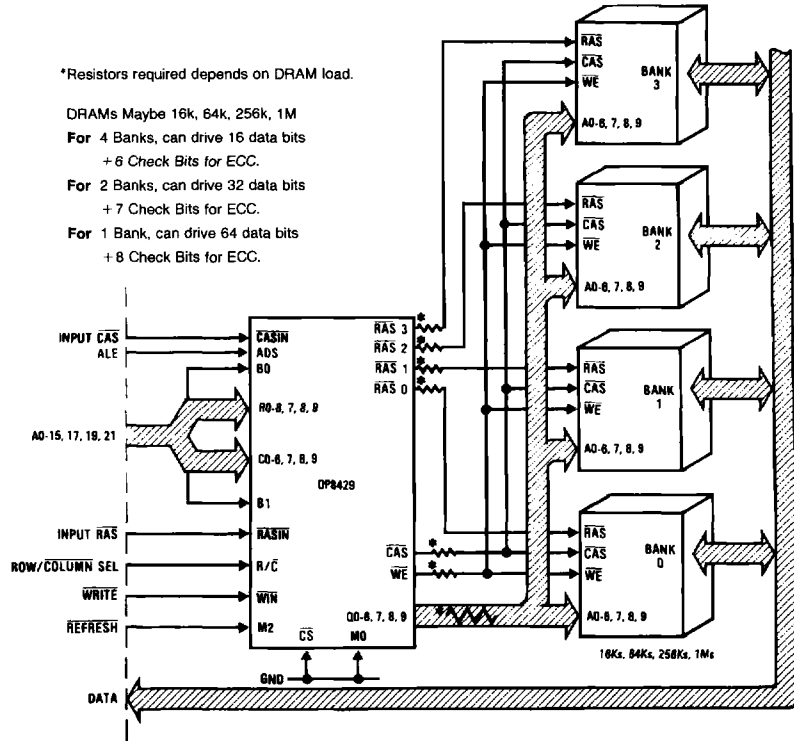 *Resistors required depends on DRAM load.
DRAMs Maybe 16k, 64k, 256k, 1M
For 4 Banks, can drive 16 data bits
+ 6 Check Bits for ECC.
For 2 Banks, can drive 32 data bits
+ 7 Check Bits for ECC.
For 1 Bank, can drive 64 data bits
+ 8 Check Bits for ECC.
RAS
CAS
WE
BANK
3
A0-6, 7, 8, 9
RAS
CAS
WE
BANK
2
A0-6, 7, 8, 9
RAS
CAS
WE
BANK
1
A0-6, 7, 8, 9
RAS
CAS
WE
BANK
0
A0-6, 7, 8, 9
16Ks, 64Ks, 256Ks, 1Ms
INPUT CAS
ALE
A0-15, 17, 19, 21
INPUT RAS
ROW/COLUMN SEL
WRITE
REFRESH
DATA
CASIN
ADS
B0
R0-6, 7, 8, 9
C0-6, 7, 8, 9
DP8429
B1
RASIN
R/C
WIN
M2
CS
M0
GND
RAS 3
*
RAS 2
*
RAS 1
*
RAS 0
*
CAS
*
WE
*
Q0-6, 7, 8, 9
*